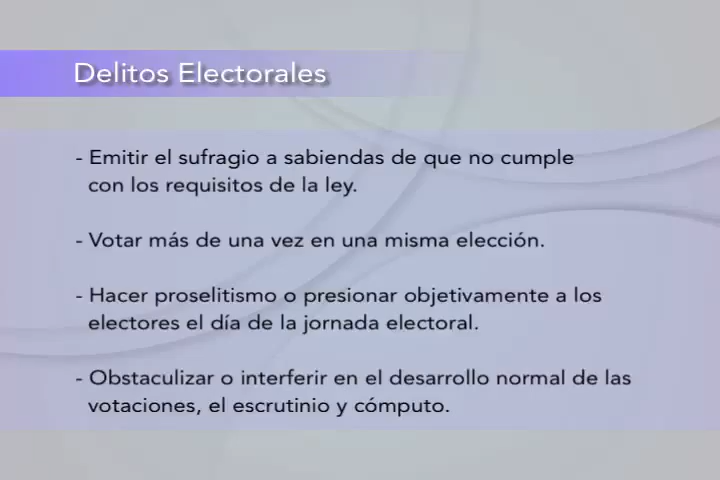 Delitos Electorales
- Emitir el sufragio a sabiendas de que no cumple
con los requisitos de la ley.
- Votar más de una vez en una misma elección.
- Hacer proselitismo o presionar objetivamente a los
electores el día de la jornada electoral.
- Obstaculizar o interferir en el desarrollo normal de las
votaciones, el escrutinio y cómputo.